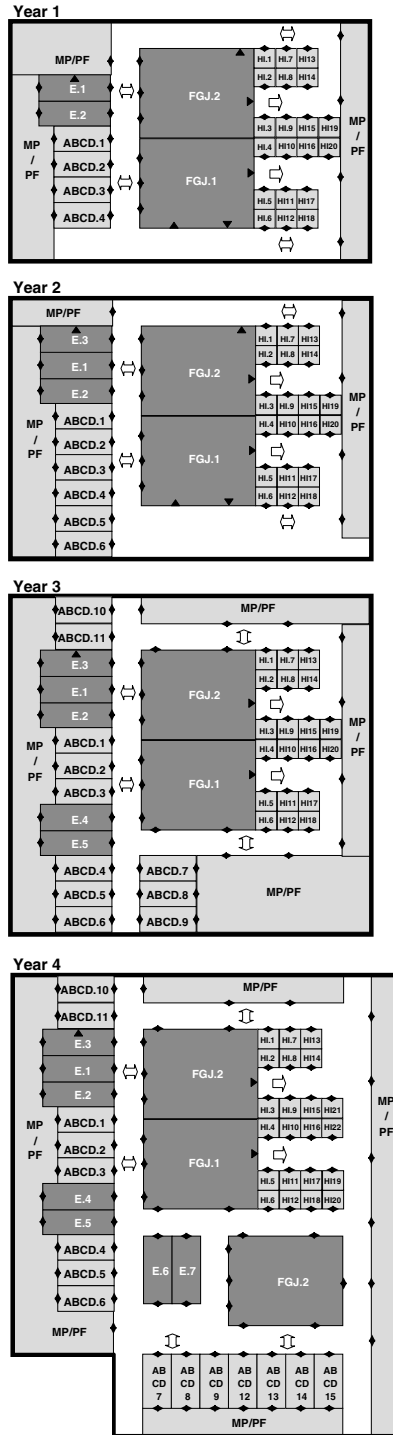 Year 1
MP/PF
E.1
E.2
MP
/
PF
ABCD.1
ABCD.2
ABCD.3
ABCD.4
FGJ.2
FGJ.1
HI.1 HI.7 HI13
HI.2 HI.8 HI14
HI.3 HI.9 HI15 HI19
HI.4 HI10 HI16 HI20
HI.5 HI11 HI17
HI.6 HI12 HI18
MP
/
PF
Year 2
MP/PF
E.3
E.1
E.2
MP
/
PF
ABCD.1
ABCD.2
ABCD.3
ABCD.4
ABCD.5
ABCD.6
FGJ.2
FGJ.1
HI.1 HI.7 HI13
HI.2 HI.8 HI14
HI.3 HI.9 HI15 HI19
HI.4 HI10 HI16 HI20
HI.5 HI11 HI17
HI.6 HI12 HI18
MP
/
PF
Year 3
ABCD.10
ABCD.11
E.3
E.1
E.2
MP
/
PF
ABCD.1
ABCD.2
ABCD.3
E.4
E.5
ABCD.4
ABCD.5
ABCD.6
MP/PF
FGJ.2
FGJ.1
HI.1 HI.7 HI13
HI.2 HI.8 HI14
HI.3 HI.9 HI15 HI19
HI.4 HI10 HI16 HI20
HI.5 HI11 HI17
HI.6 HI12 HI18
MP
/
PF
ABCD.7
ABCD.8
ABCD.9
MP/PF
Year 4
ABCD.10
ABCD.11
E.3
E.1
E.2
MP
/
PF
ABCD.1
ABCD.2
ABCD.3
E.4
E.5
ABCD.4
ABCD.5
ABCD.6
MP/PF
MP/PF
FGJ.2
FGJ.1
HI.1 HI.7 HI13
HI.2 HI.8 HI14
HI.3 HI.9 HI15 HI21
HI.4 HI10 HI16 HI22
HI.5 HI11 HI17 HI19
HI.6 HI12 HI18 HI20
MP
/
PF
E.6 E.7
FGJ.2
AB AB AB AB AB AB AB
CD CD CD CD CD CD CD
7 8 9 12 13 14 15
MP/PF